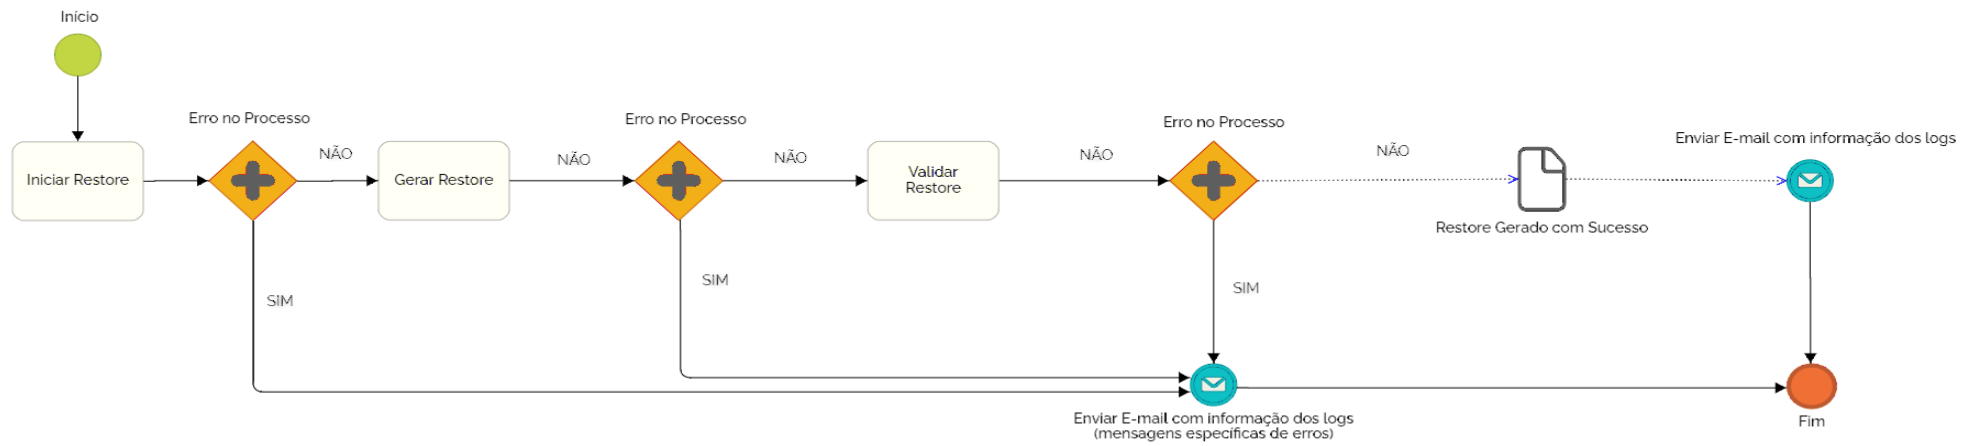 Início
Erro no Processo
Erro no Processo
Erro no Processo
Enviar E-mail com informação dos logs
Iniciar Restore
NÃO
Gerar Restore
NÃO
NÃO
Validar
Restore
NÃO
NÃO
Restore Gerado com Sucesso
SIM
SIM
SIM
Enviar E-mail com informação dos logs
(mensagens específicas de erros)
Fim